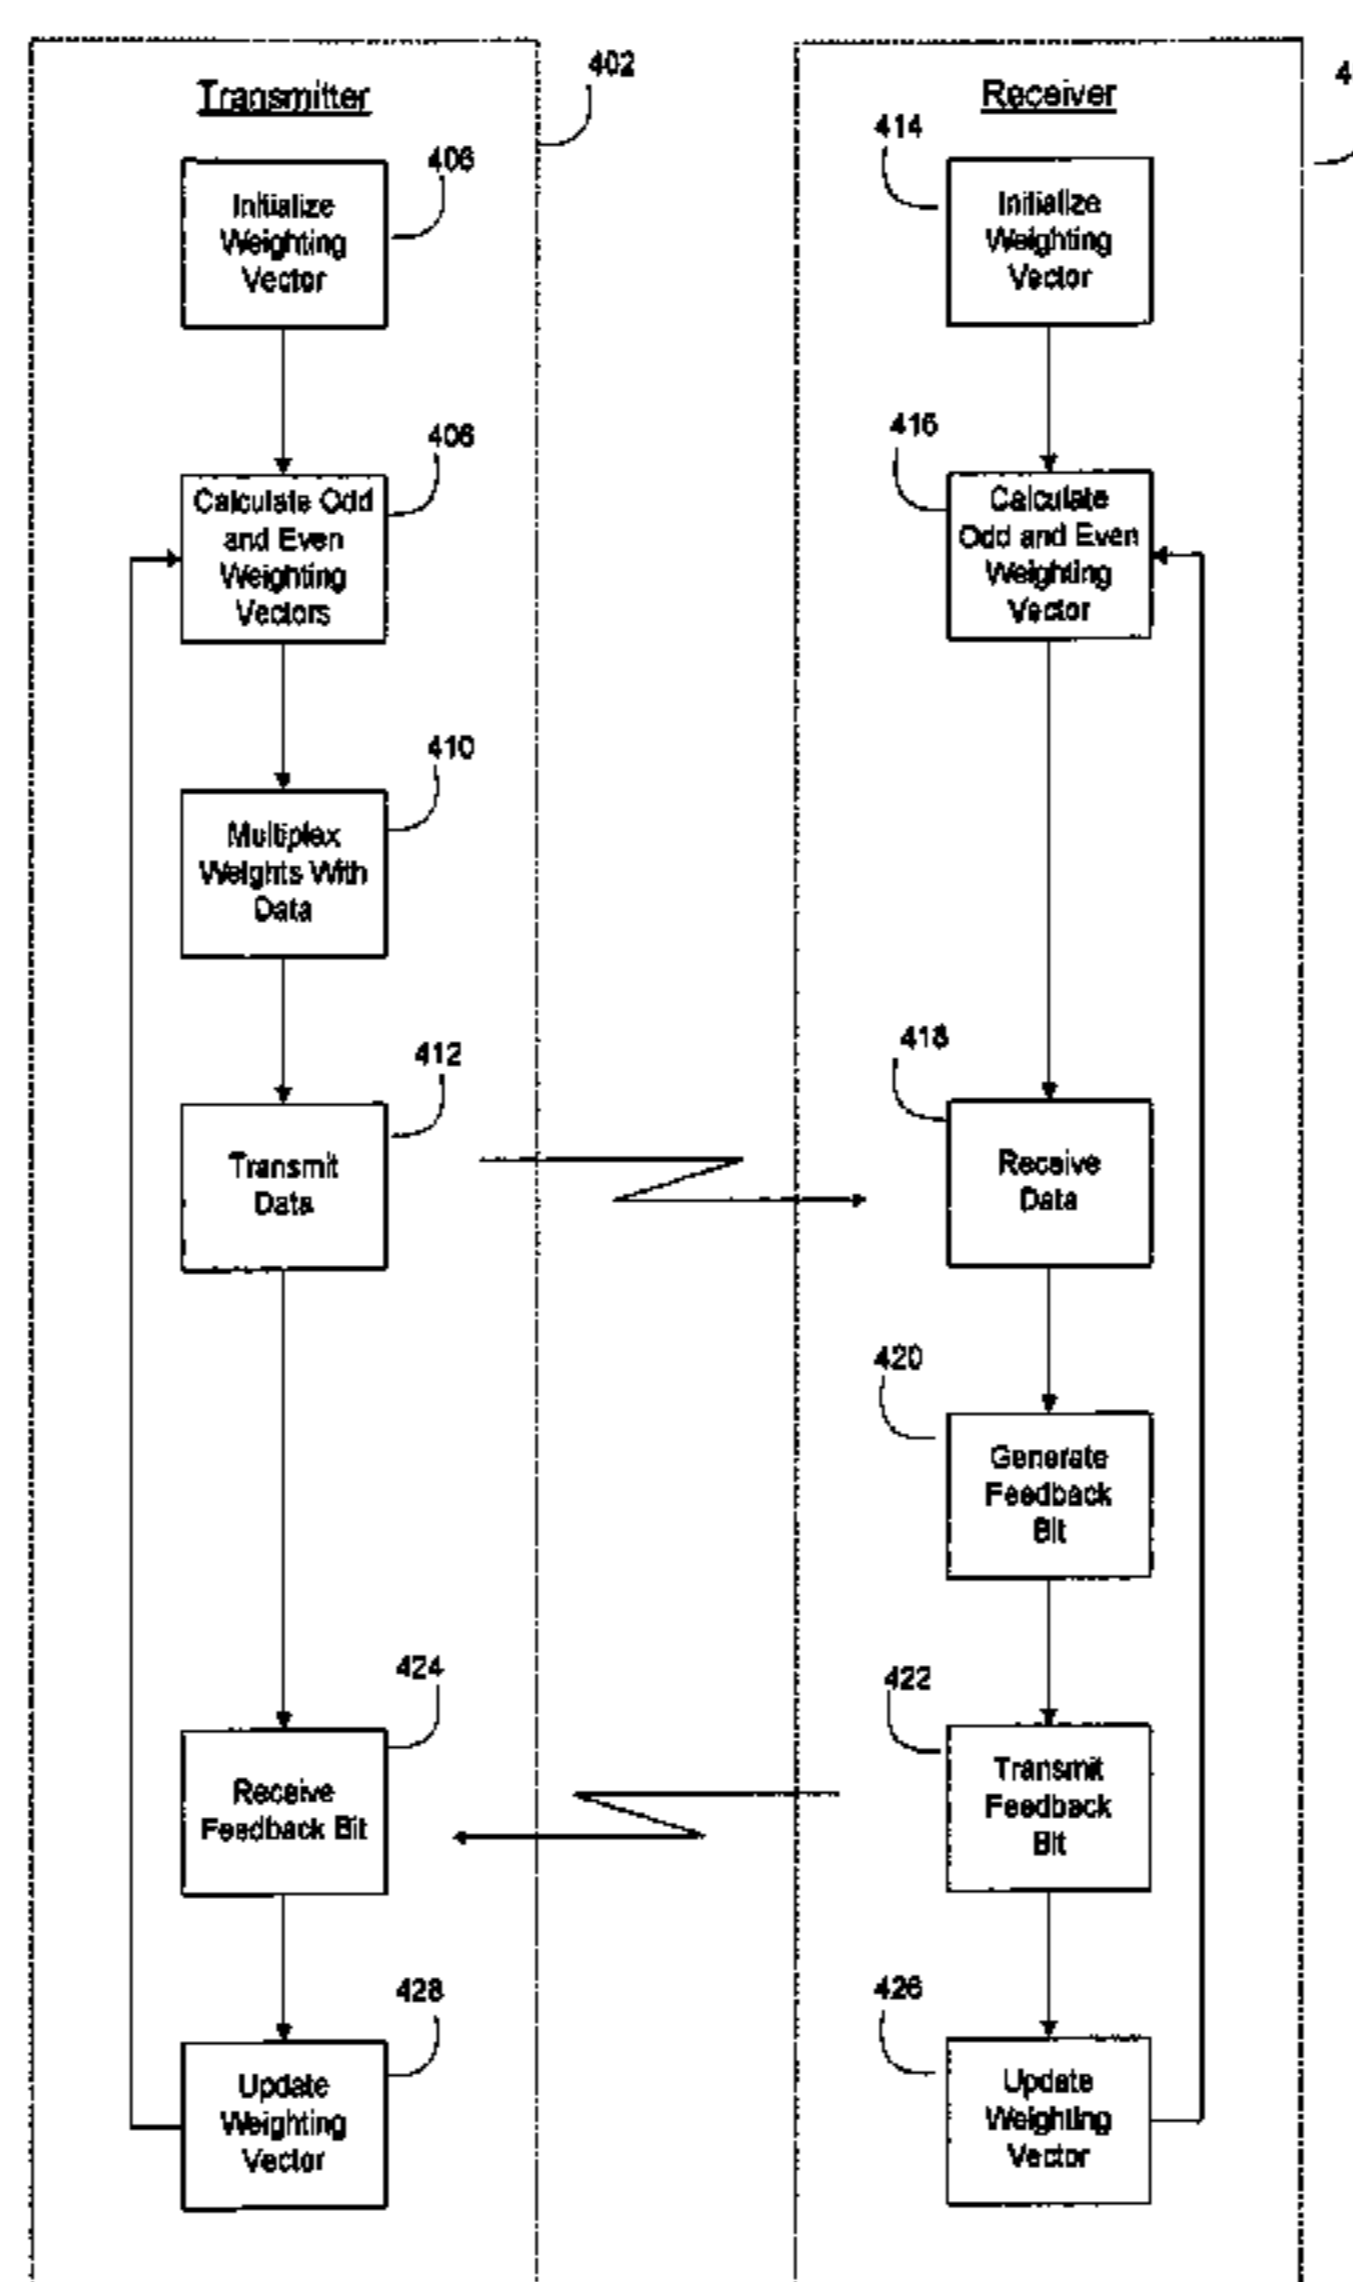 Transmitter
402
406
Initialize
Weighting
Vector
408
Calculate Odd
and Even
Weighting
Vectors
410
Multiplex
Weights With
Data
412
Transmit
Data
424
Receive
Feedback Bit
428
Update
Weighting
Vector
Receiver
4
414
Initialize
Weighting
Vector
416
Calculate
Odd and Even
Weighting
Vector
418
Receive
Data
420
Generate
Feedback
Bit
422
Transmit
Feedback
Bit
426
Update
Weighting
Vector